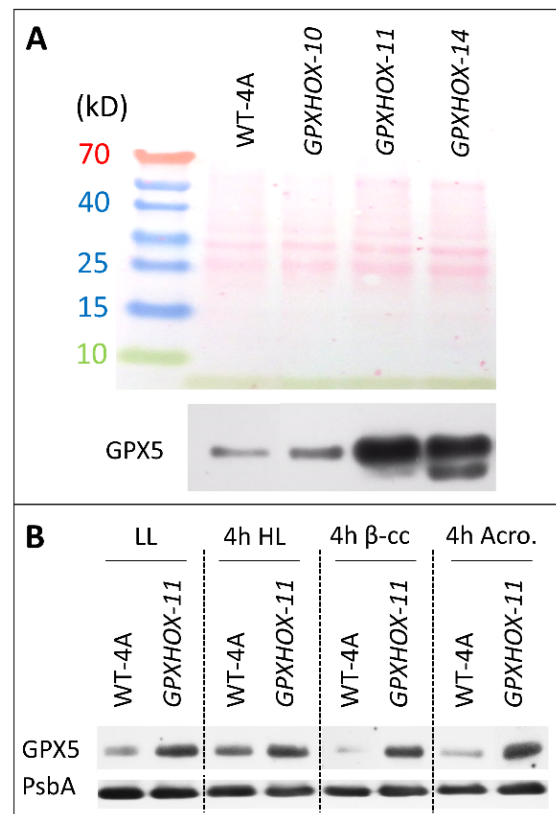 A
(kD)
WT-4A
GPXHOX-10
GPXHOX-11
GPXHOX-14
70
40
25
15
10
GPX5
B
LL
4h HL
4h β-cc
4h Acro.
WT-4A
GPXHOX-11
WT-4A
GPXHOX-11
WT-4A
GPXHOX-11
WT-4A
GPXHOX-11
GPX5
PsbA